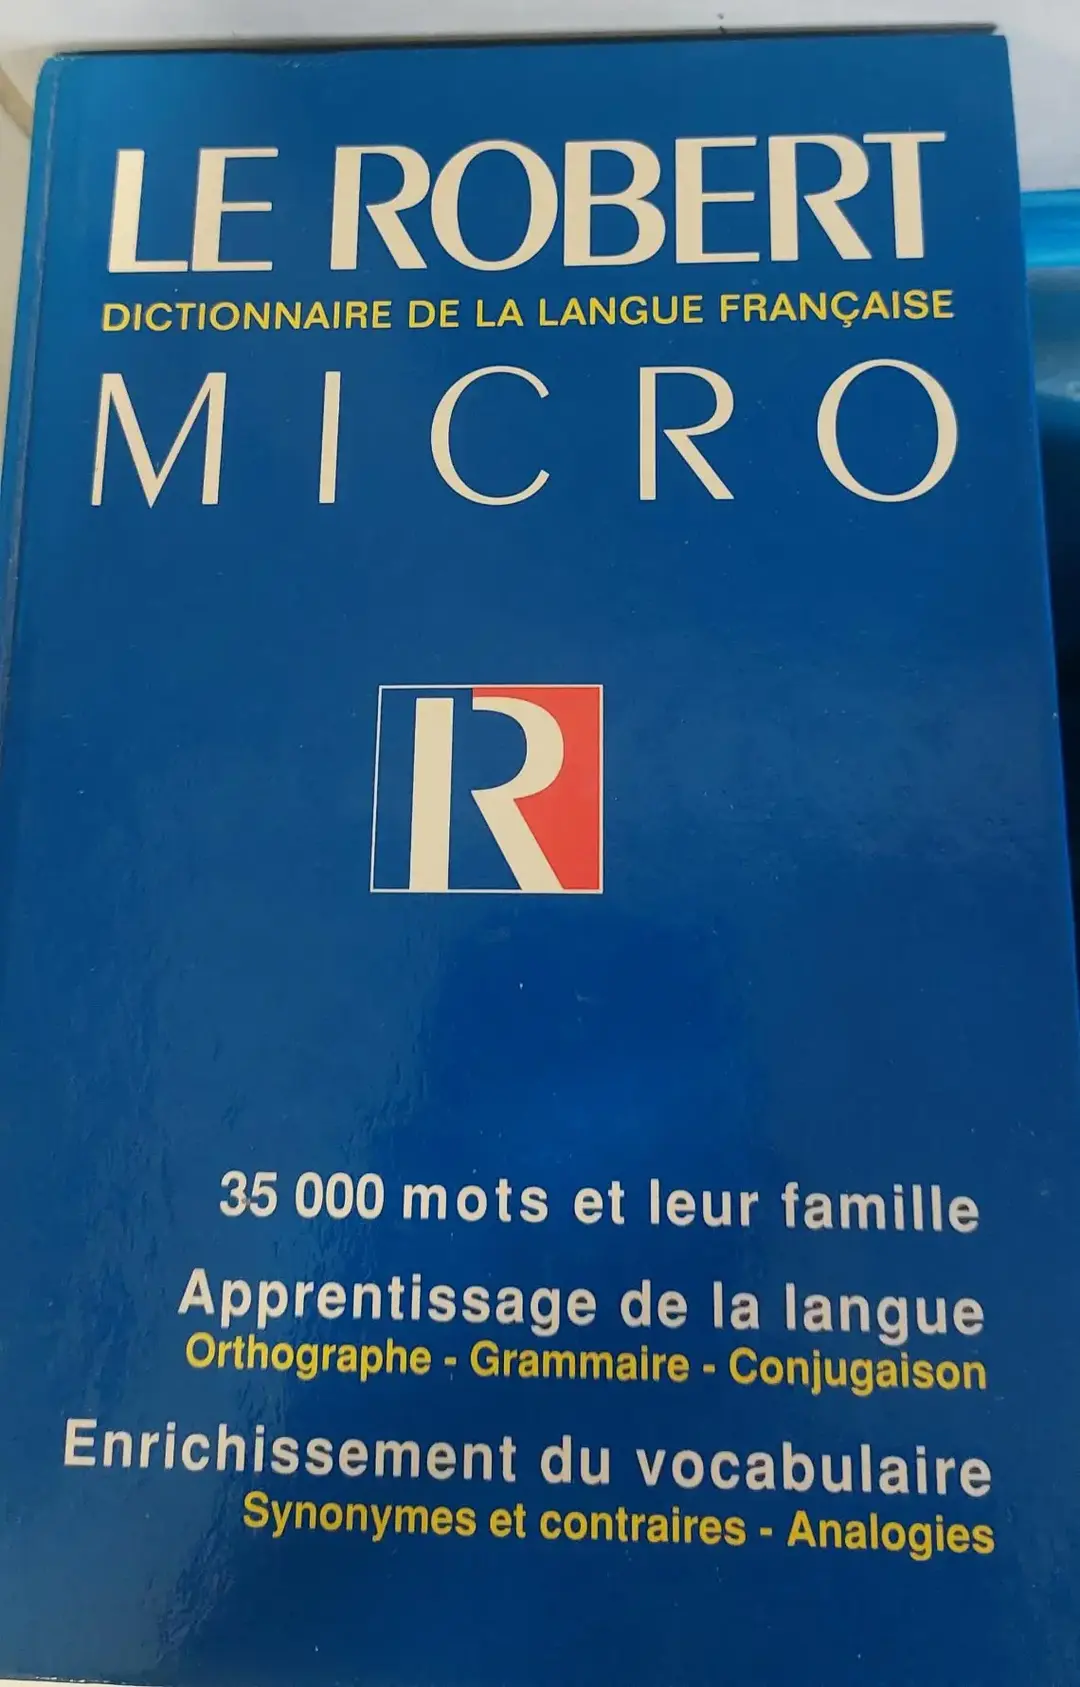 LE ROBERT
DICTIONNAIRE DE LA LANGUE FRANÇAISE
MICRO
R
35 000 mots et leur famille
Apprentissage de la langue
Orthographe - Grammaire - Conjugaison
Enrichissement du vocabulaire
Synonymes et contraires - Analogies